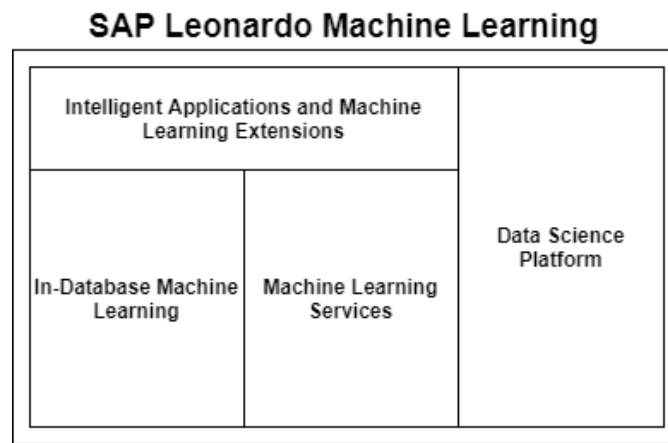 SAP Leonardo Machine Learning
Intelligent Applications and Machine
Learning Extensions
In-Database Machine
Learning
Machine Learning
Services
Data Science
Platform